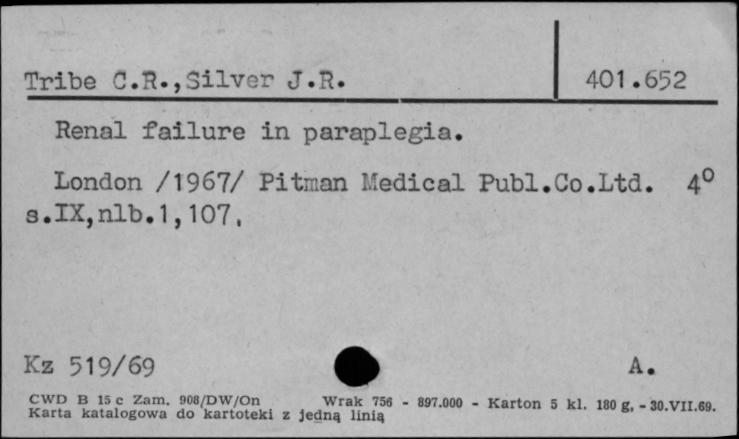 Tribe C.R.,Silver J.R. 401.652
Renal failure in paraplegia.
London /1967/ Pitman Medical Publ.Co.Ltd. 4°
s.IX,nlb.1,107.
Kz 519/69 A.
CWD B 15 c Zam. 908/DW/On Wrak 756 - 897.000 - Karton 5 kl. 180 g, - 30.VII.69.
Karta katalogowa do kartoteki z jedną linią